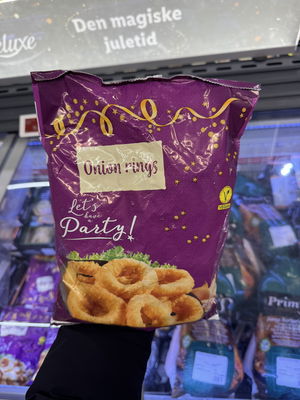 Den magiske
eluxe
juletid
Onion rings
Let's
have
Party!
Prim